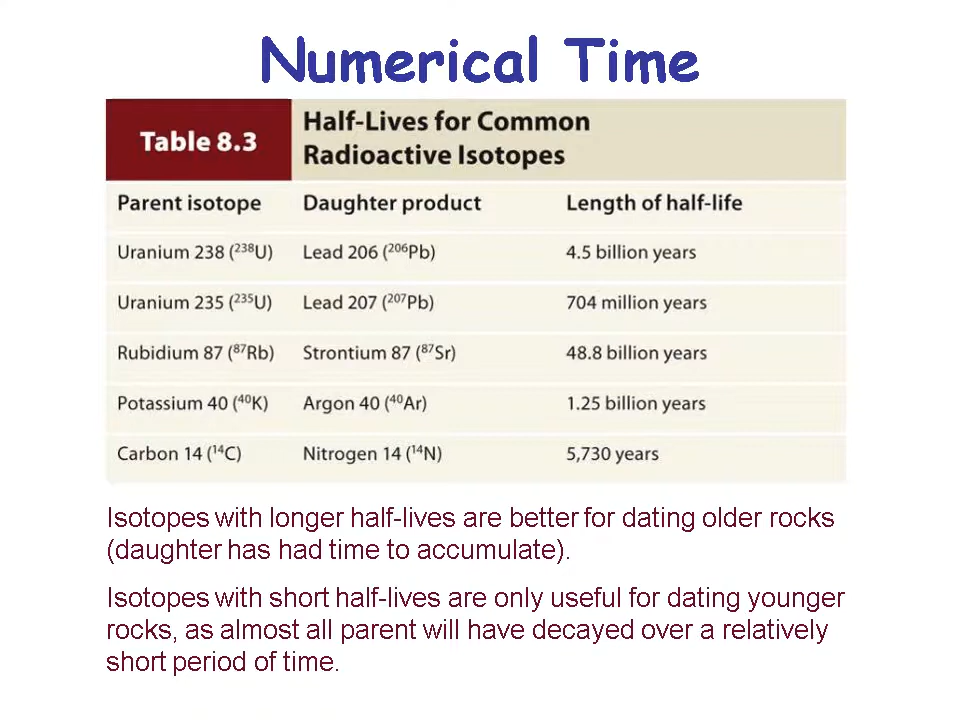 Numerical Time
Table 8.3
Half-Lives for Common
Radioactive Isotopes
Parent isotope Daughter product Length of half-life
Uranium 238 (²³⁸U) Lead 206 (²⁰⁶Pb) 4.5 billion years
Uranium 235 (²³⁵U) Lead 207 (²⁰⁷Pb) 704 million years
Rubidium 87 (⁸⁷Rb) Strontium 87 (⁸⁷Sr) 48.8 billion years
Potassium 40 (⁴⁰K) Argon 40 (⁴⁰Ar) 1.25 billion years
Carbon 14 (¹⁴C) Nitrogen 14 (¹⁴N) 5,730 years
Isotopes with longer half-lives are better for dating older rocks
(daughter has had time to accumulate).
Isotopes with short half-lives are only useful for dating younger
rocks, as almost all parent will have decayed over a relatively
short period of time.